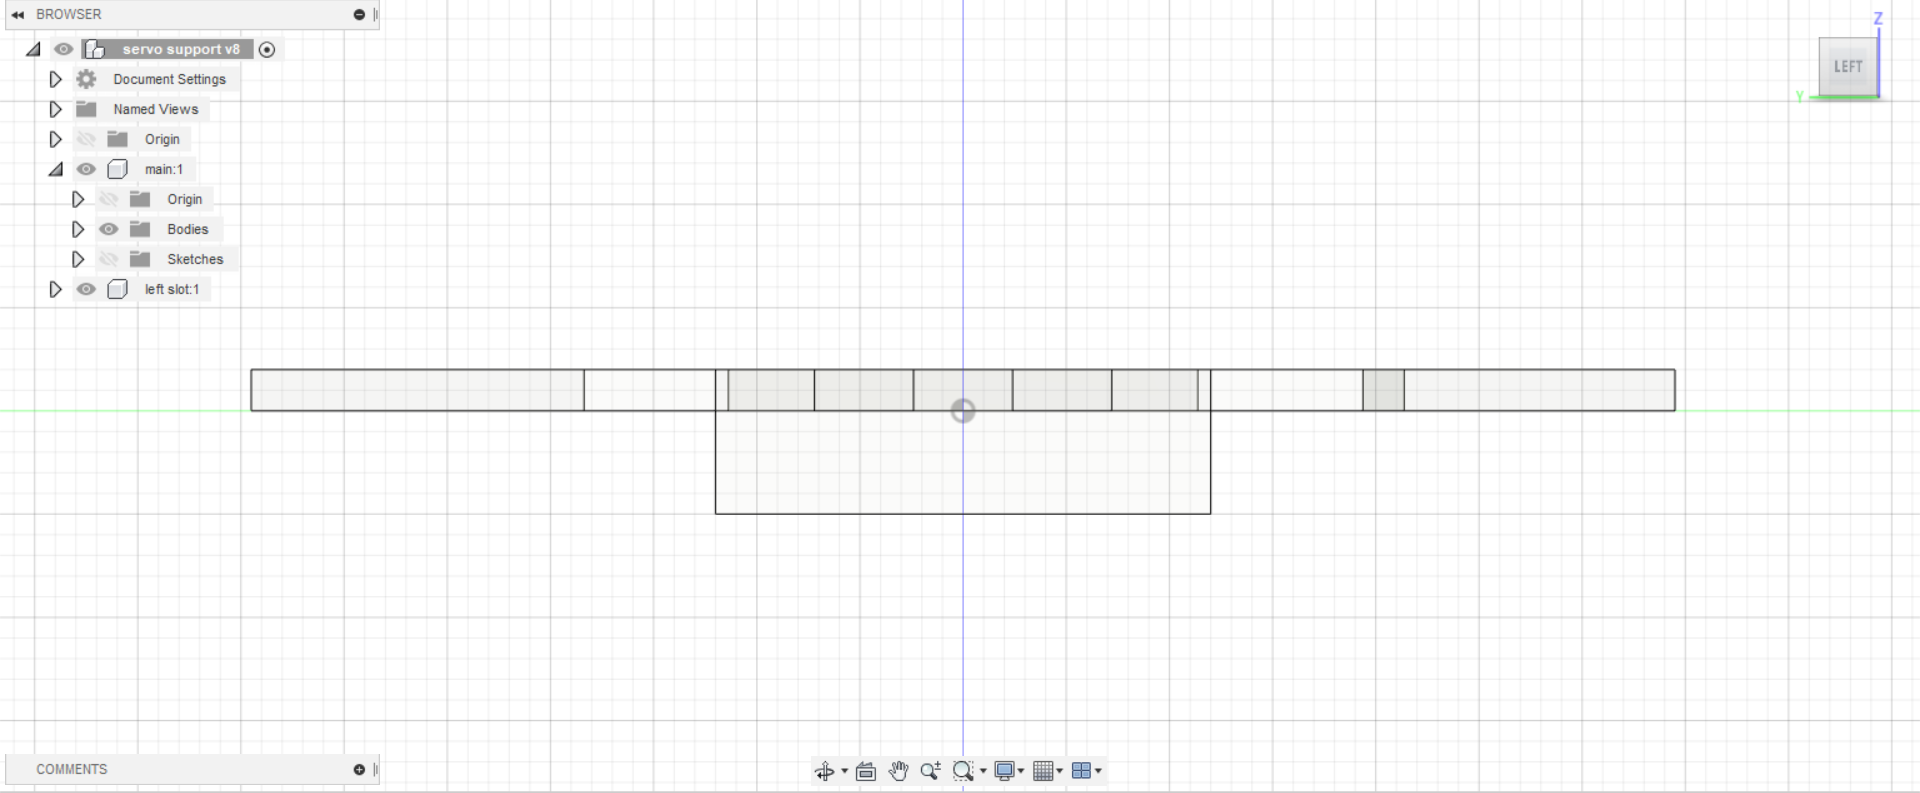 BROWSER
servo support v8
Document Settings
Named Views
Origin
main:1
Origin
Bodies
Sketches
left slot:1
Z
LEFT
Y
COMMENTS